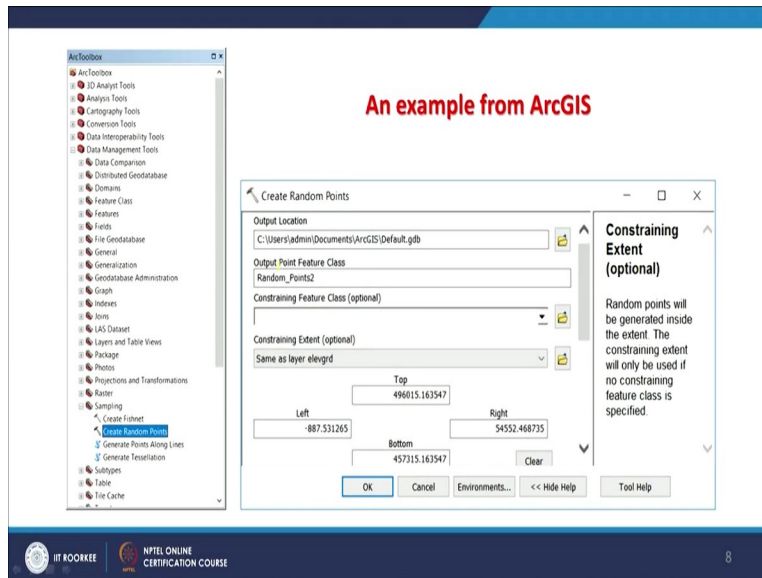 An example from ArcGIS
ArcToolbox
ArcToolbox
3D Analyst Tools
Analysis Tools
Cartography Tools
Conversion Tools
Data Interoperability Tools
Data Management Tools
Data Comparison
Distributed Geodatabase
Domains
Feature Class
Features
Fields
File Geodatabase
General
Generalization
Geodatabase Administration
Graph
Indexes
Joins
LAS Dataset
Layers and Table Views
Package
Photos
Projections and Transformations
Raster
Sampling
Create Fishnet
Create Random Points
Generate Points Along Lines
Generate Tessellation
Subtypes
Table
Tile Cache
Create Random Points
Output Location
C:\Users\admin\Documents\ArcGIS\Default.gdb
Output Point Feature Class
Random_Points2
Constraining Feature Class (optional)
Constraining Extent (optional)
Same as layer elevgrd
Top
496015.163547
Left
Right
-887.531265
54552.468735
Bottom
457315.163547
Clear
OK
Cancel
Environments...
<< Hide Help
Tool Help
Constraining
Extent
(optional)
Random points will
be generated inside
the extent. The
constraining extent
will only be used if
no constraining
feature class is
specified.
IIT ROORKEE
NPTEL ONLINE
CERTIFICATION COURSE
8